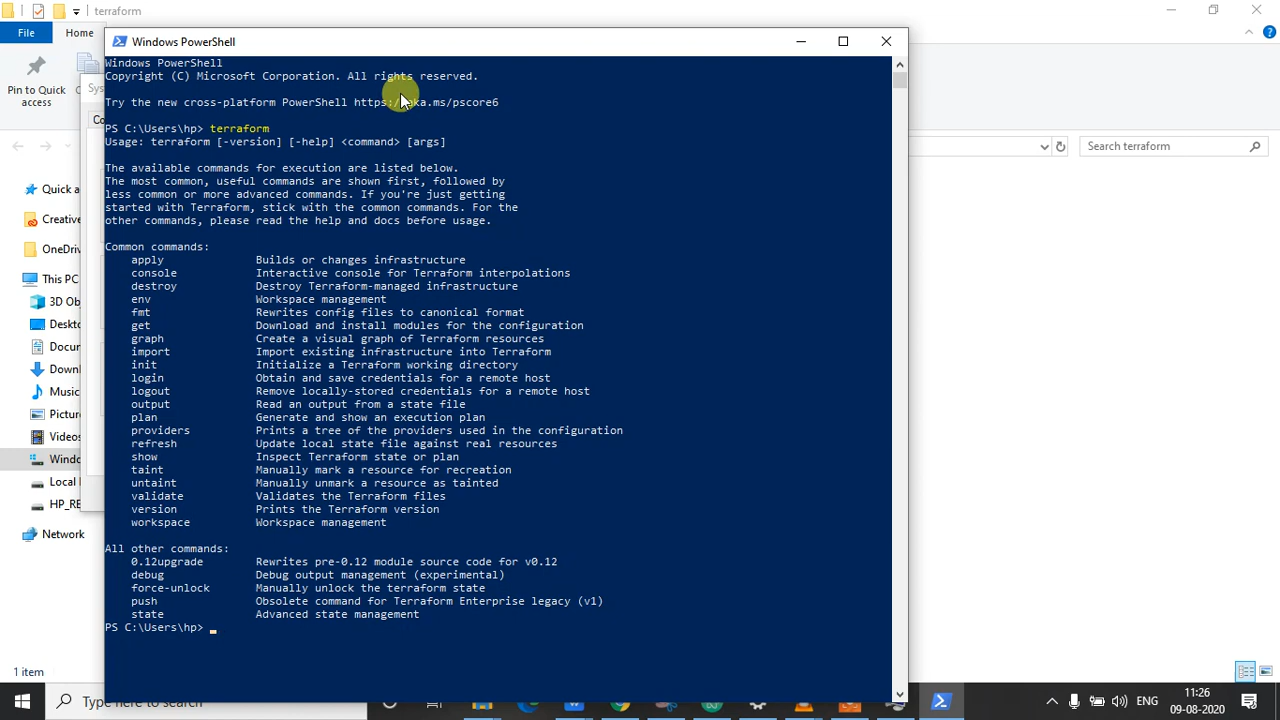 terraform
File
Home
Windows PowerShell
Pin to Quick
access
Sys
Co
Search terraform
Quick a
Creative
OneDriv
This PC
3D Ob
Deskto
Docun
Downl
Music
Picture
Videos
Windo
Local
HP_RE
Network
Windows PowerShell
Copyright (C) Microsoft Corporation. All rights reserved.
Try the new cross-platform PowerShell https:/ ka.ms/pscore6
PS C:\Users\hp> terraform
Usage: terraform [-version] [-help] <command> [args]
The available commands for execution are listed below.
The most common, useful commands are shown first, followed by
less common or more advanced commands. If you're just getting
started with Terraform, stick with the common commands. For the
other commands, please read the help and docs before usage.
Common commands:
apply Builds or changes infrastructure
console Interactive console for Terraform interpolations
destroy Destroy Terraform-managed infrastructure
env Workspace management
fmt Rewrites config files to canonical format
get Download and install modules for the configuration
graph Create a visual graph of Terraform resources
import Import existing infrastructure into Terraform
init Initialize a Terraform working directory
login Obtain and save credentials for a remote host
logout Remove locally-stored credentials for a remote host
output Read an output from a state file
plan Generate and show an execution plan
providers Prints a tree of the providers used in the configuration
refresh Update local state file against real resources
show Inspect Terraform state or plan
taint Manually mark a resource for recreation
untaint Manually unmark a resource as tainted
validate Validates the Terraform files
version Prints the Terraform version
workspace Workspace management
All other commands:
0.12upgrade Rewrites pre-0.12 module source code for v0.12
debug Debug output management (experimental)
force-unlock Manually unlock the terraform state
push Obsolete command for Terraform Enterprise legacy (v1)
state Advanced state management
PS C:\Users\hp>
1 item
Type here to search
ENG
11:26
09-08-2020